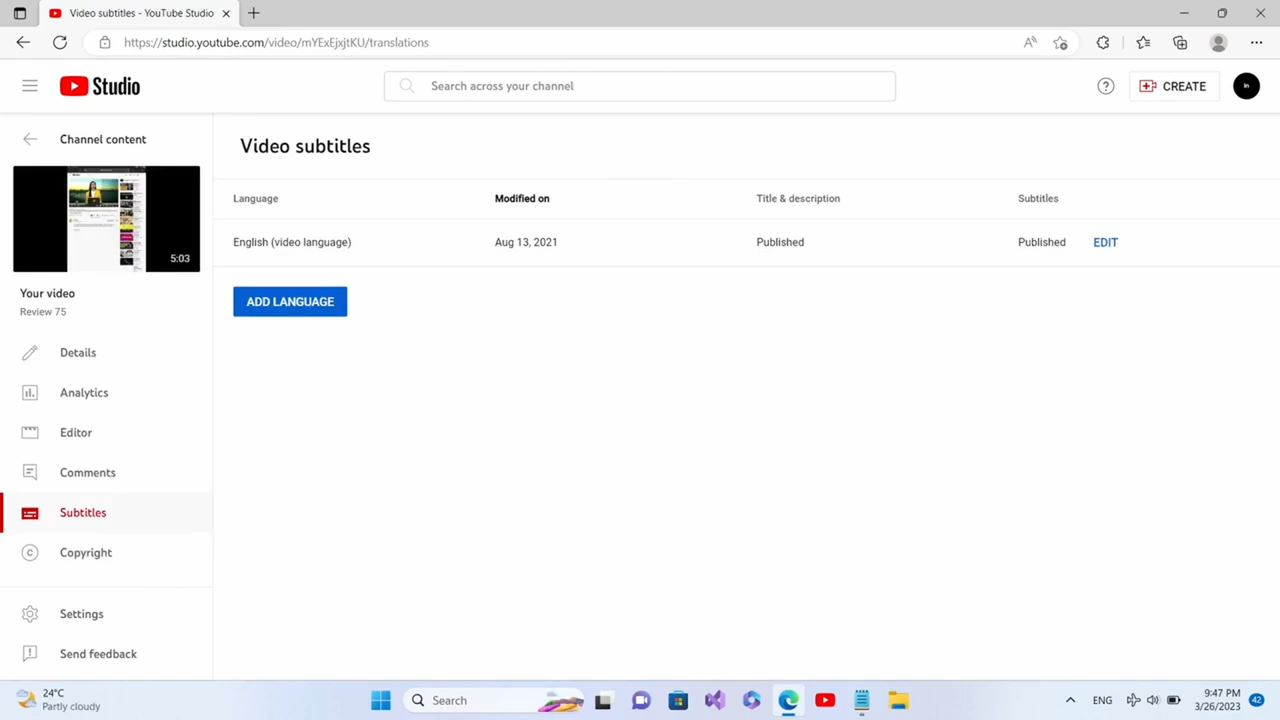 Video subtitles - YouTube Studio
https://studio.youtube.com/video/mYExEjxjtKU/translations
Studio
Search across your channel
CREATE
in
Channel content
5:03
Your video
Review 75
Details
Analytics
Editor
Comments
Subtitles
Copyright
Settings
Send feedback
Video subtitles
Language Modified on Title & description Subtitles
English (video language) Aug 13, 2021 Published Published EDIT
ADD LANGUAGE
24°C
Partly cloudy
Search
ENG
9:47 PM
3/26/2023
42